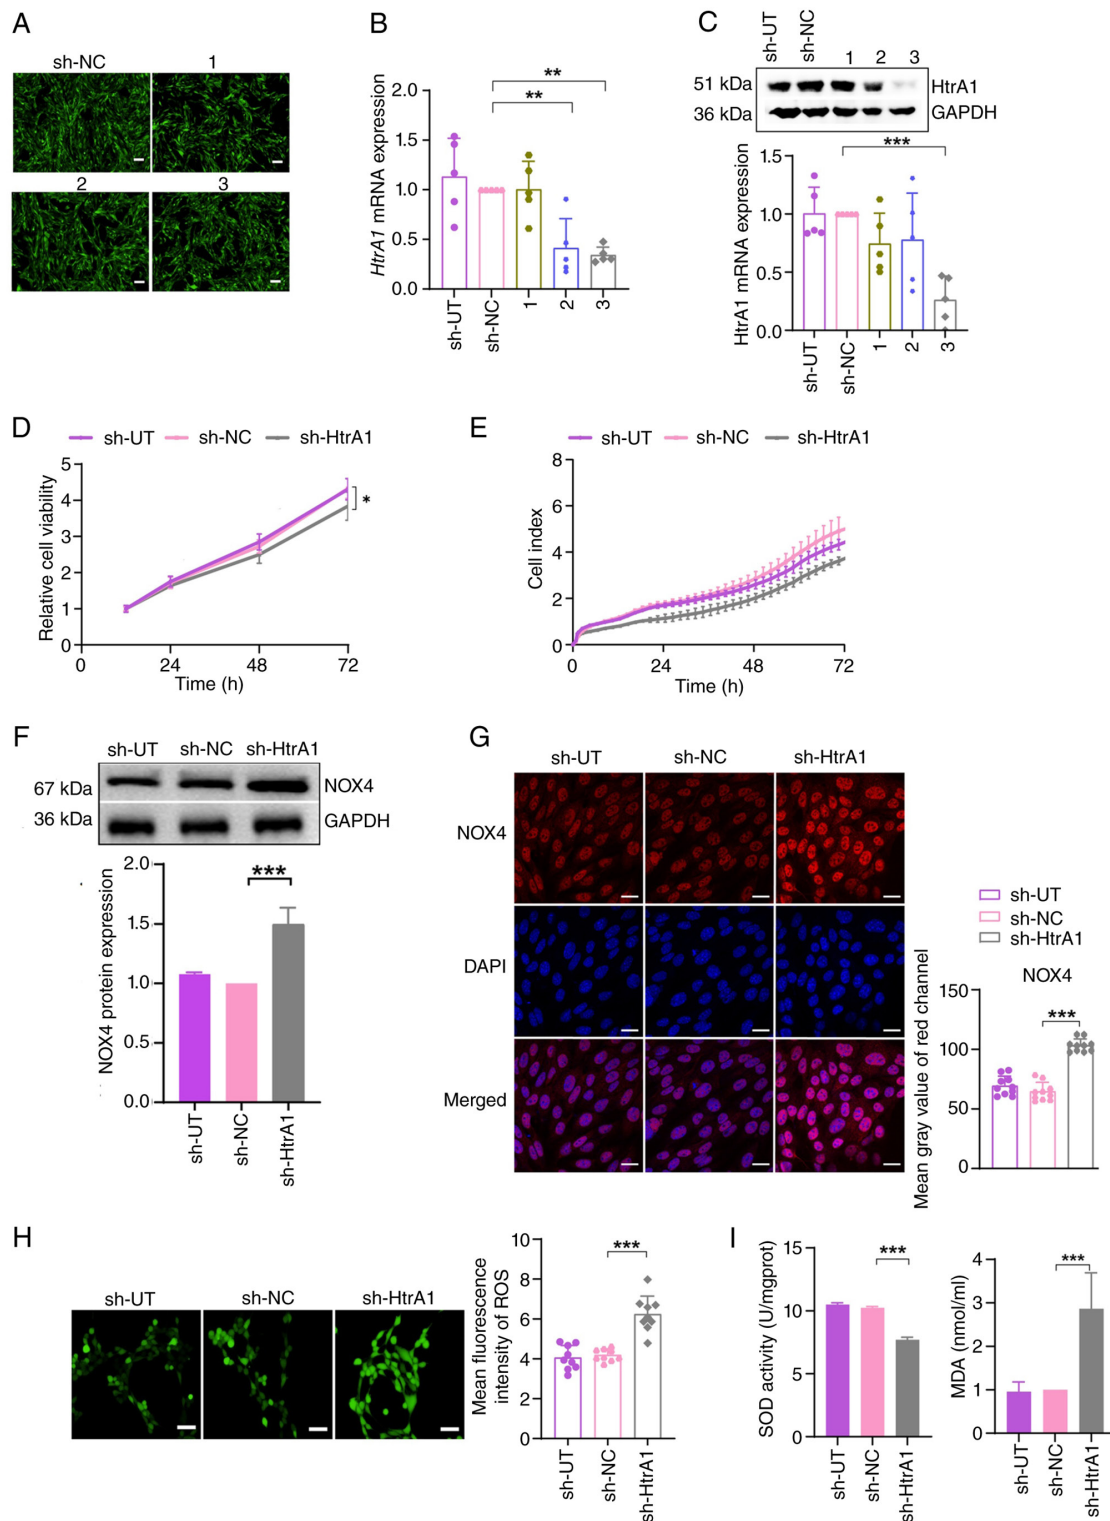 A
sh-NC 1
2 3
B
HtrA1 mRNA expression
2.0
1.5
1.0
0.5
0.0
**
**
sh-UT
sh-NC
1
2
3
C
sh-UT
sh-NC
1 2 3
51 kDa HtrA1
36 kDa GAPDH
HtrA1 mRNA expression
1.5
1.0
0.5
0.0
***
sh-UT
sh-NC
1
2
3
D
sh-UT sh-NC sh-HtrA1
Relative cell viability
5
4
3
2
1
0
*
0 24 48 72
Time (h)
E
sh-UT sh-NC sh-HtrA1
Cell index
8
6
4
2
0
0 24 48 72
Time (h)
F
sh-UT sh-NC sh-HtrA1
67 kDa NOX4
36 kDa GAPDH
NOX4 protein expression
2.0
1.5
1.0
0.5
0.0
***
sh-UT
sh-NC
sh-HtrA1
G
sh-UT sh-NC sh-HtrA1
NOX4
DAPI
Merged
sh-UT
sh-NC
sh-HtrA1
NOX4
Mean gray value of red channel
150
100
50
0
***
H
sh-UT sh-NC sh-HtrA1
Mean fluorescence
intensity of ROS
10
8
6
4
2
0
***
sh-UT
sh-NC
sh-HtrA1
I
SOD activity (U/mgprot)
15
10
5
0
***
sh-UT
sh-NC
sh-HtrA1
MDA (nmol/ml)
4
3
2
1
0
***
sh-UT
sh-NC
sh-HtrA1